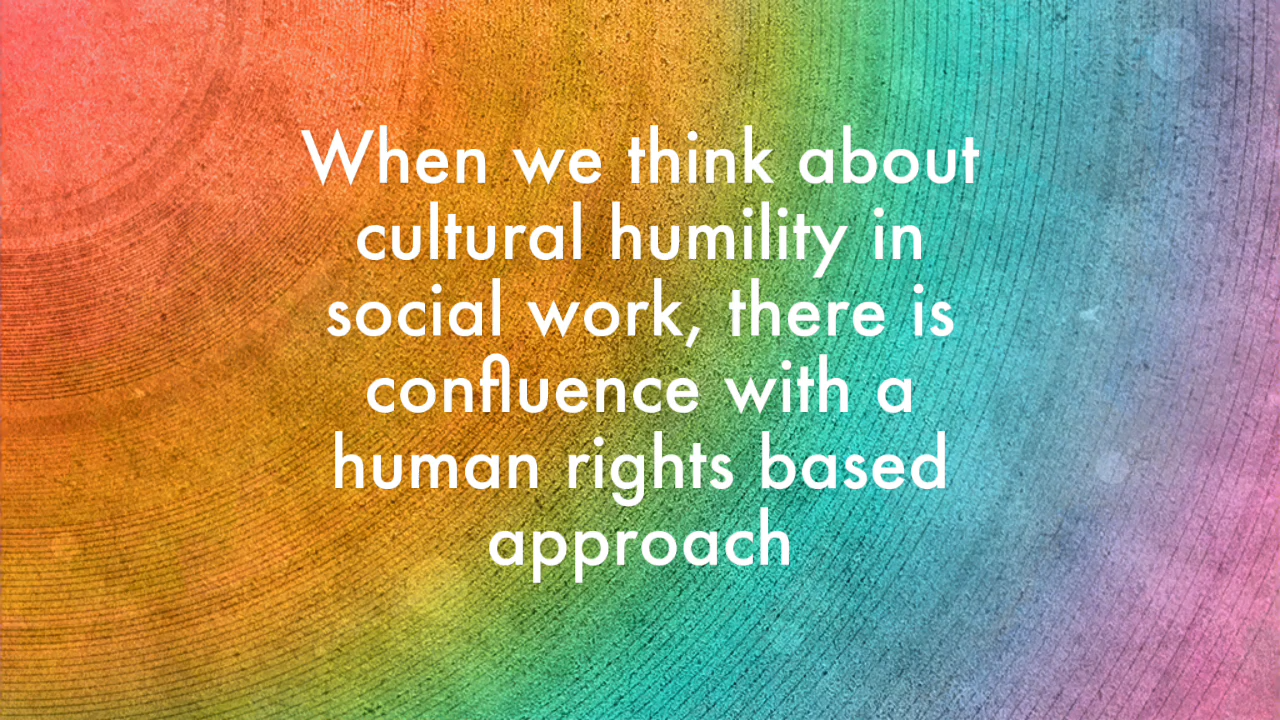 When we think about
cultural humility in
social work, there is
confluence with a
human rights based
approach